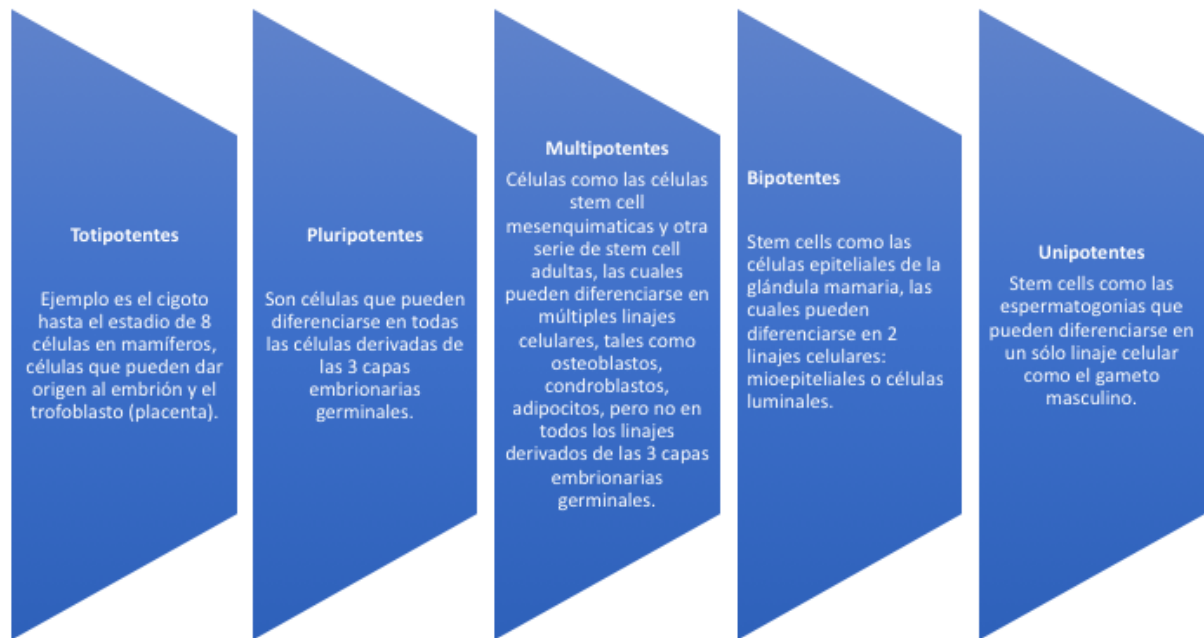 Totipotentes
Ejemplo es el cigoto
hasta el estadio de 8
células en mamíferos,
células que pueden dar
origen al embrión y el
trofoblasto (placenta).
Pluripotentes
Son células que pueden
diferenciarse en todas
las células derivadas de
las 3 capas
embrionarias
germinales.
Multipotentes
Células como las células
stem cell
mesenquimaticas y otra
serie de stem cell
adultas, las cuales
pueden diferenciarse en
múltiples linajes
celulares, tales como
osteoblastos,
condroblastos,
adipocitos, pero no en
todos los linajes
derivados de las 3 capas
embrionarias
germinales.
Bipotentes
Stem cells como las
células epiteliales de la
glándula mamaria, las
cuales pueden
diferenciarse en 2
linajes celulares:
mioepiteliales o células
luminales.
Unipotentes
Stem cells como las
espermatogonias que
pueden diferenciarse en
un sólo linaje celular
como el gameto
masculino.